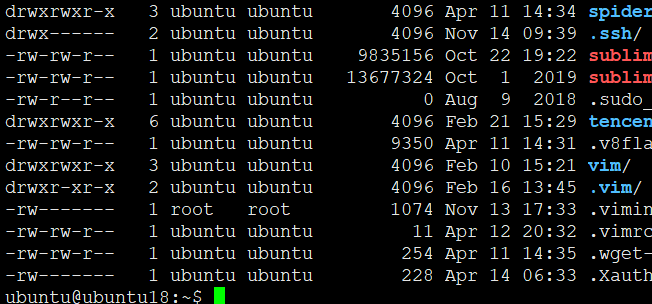 drwxrwxr-x 3 ubuntu ubuntu 4096 Apr 11 14:34 spider
drwx------ 2 ubuntu ubuntu 4096 Nov 14 09:39 .ssh/
-rw-rw-r-- 1 ubuntu ubuntu 9835156 Oct 22 19:22 sublim
-rw-rw-r-- 1 ubuntu ubuntu 13677324 Oct 1 2019 sublim
-rw-r--r-- 1 ubuntu ubuntu 0 Aug 9 2018 .sudo_
drwxrwxrwx 6 ubuntu ubuntu 4096 Feb 21 15:29 tencen
-rw-rw-r-- 1 ubuntu ubuntu 9350 Apr 11 14:31 .v8fla
drwxrwxr-x 3 ubuntu ubuntu 4096 Feb 10 15:21 vim/
drwxr-xr-x 2 ubuntu ubuntu 4096 Feb 16 13:45 .vim/
-rw------- 1 root root 1074 Nov 13 17:33 .vimin
-rw-rw-r-- 1 ubuntu ubuntu 11 Apr 12 20:32 .vimrc
-rw-rw-r-- 1 ubuntu ubuntu 254 Apr 11 14:35 .wget-
-rw------- 1 ubuntu ubuntu 228 Apr 14 06:33 .Xauth
ubuntu@ubuntu18:~$